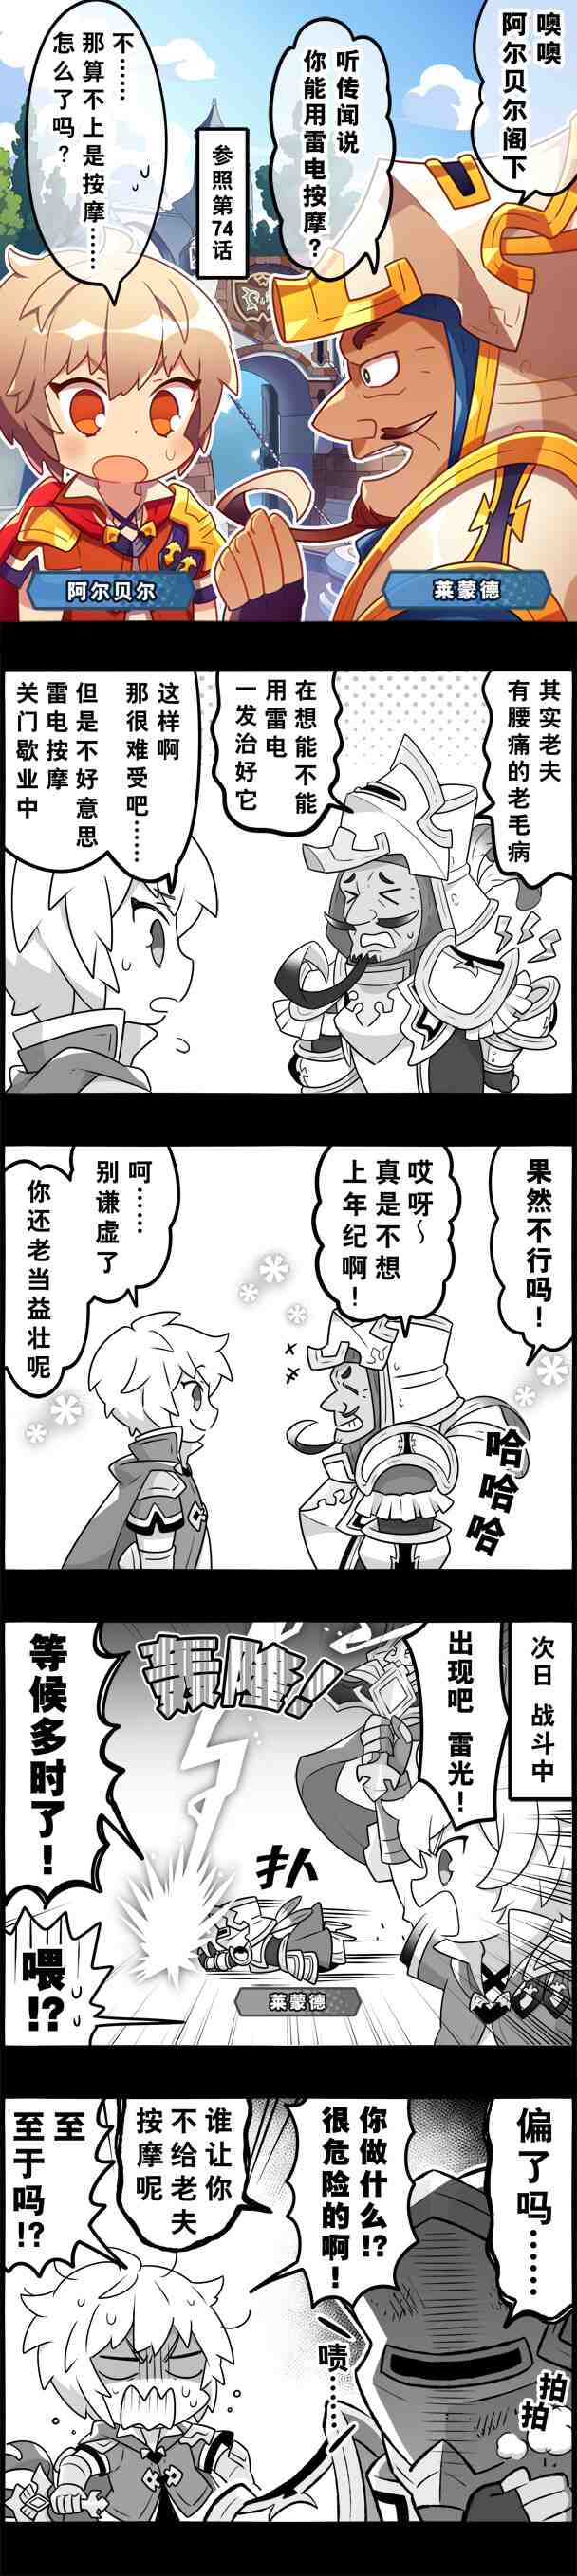 噢噢
阿尔贝尔阁下
听传闻说
你能用雷电按摩？
参照第74话
不……
那算不上是按摩……
怎么了吗？
阿尔贝尔
莱蒙德
其实老夫
有腰痛的老毛病
在想能不能
用雷电
一发治好它
这样啊
那很难受吧……
但是不好意思
雷电按摩
关门歇业中
果然不行吗！
哎呀～
真是不想
上年纪啊！
哈哈哈
呵……
别谦虚了
你还老当益壮呢
次日 战斗中
出现吧 雷光！
轰隆！
扑
等候多时了！
莱蒙德
喂!?
偏了吗……
你做什么!?
很危险的啊！
啧……
拍拍
谁让你
不给老夫
按摩呢
至
至于吗!?